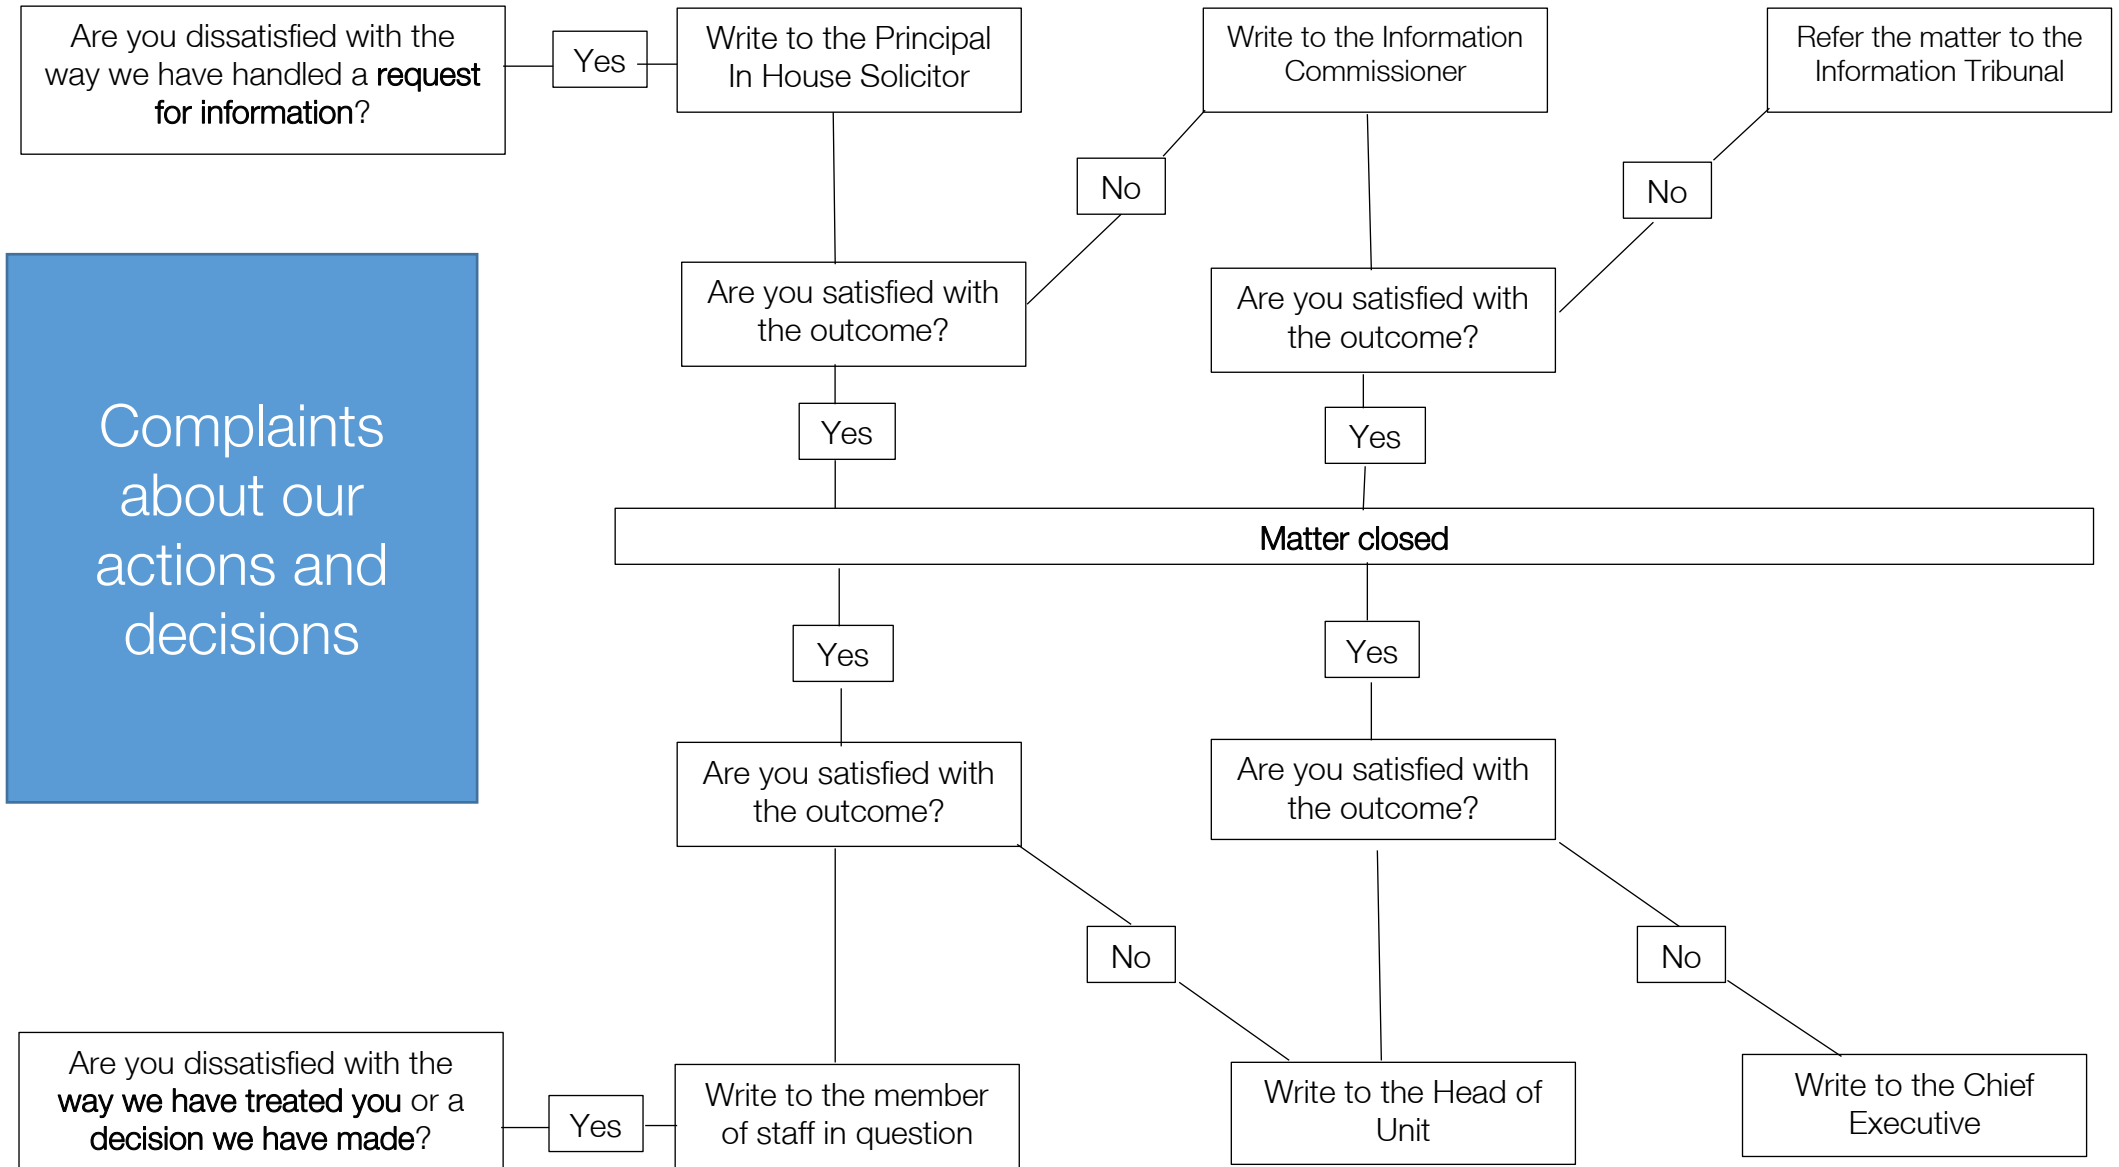 Are you dissatisfied with the
way we have handled a request
for information?
Yes
Write to the Principal
In House Solicitor
Write to the Information
Commissioner
Refer the matter to the
Information Tribunal
No
No
Are you satisfied with
the outcome?
Are you satisfied with
the outcome?
Yes
Yes
Complaints
about our
actions and
decisions
Matter closed
Yes
Yes
Are you satisfied with
the outcome?
Are you satisfied with
the outcome?
No
No
Are you dissatisfied with the
way we have treated you or a
decision we have made?
Yes
Write to the member
of staff in question
Write to the Head of
Unit
Write to the Chief
Executive